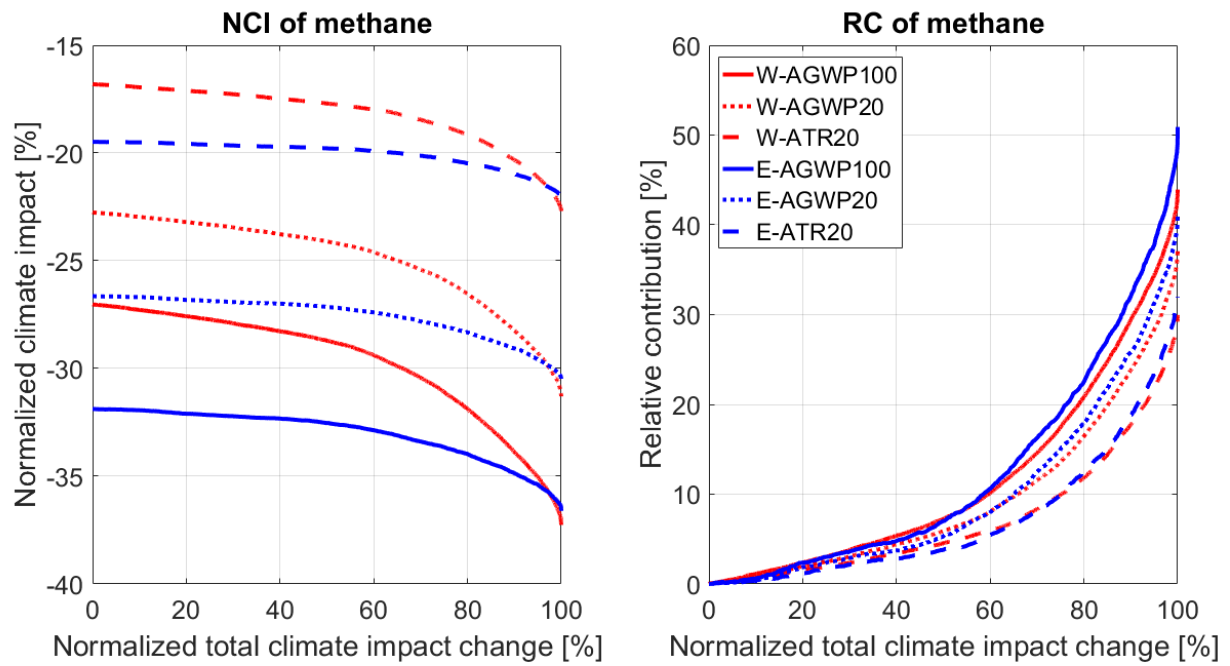 NCI of methane
Normalized climate impact [%]
-15
-20
-25
-30
-35
-40
0 20 40 60 80 100
Normalized total climate impact change [%]
RC of methane
Relative contribution [%]
60
50
40
30
20
10
0
W-AGWP100
W-AGWP20
W-ATR20
E-AGWP100
E-AGWP20
E-ATR20
0 20 40 60 80 100
Normalized total climate impact change [%]